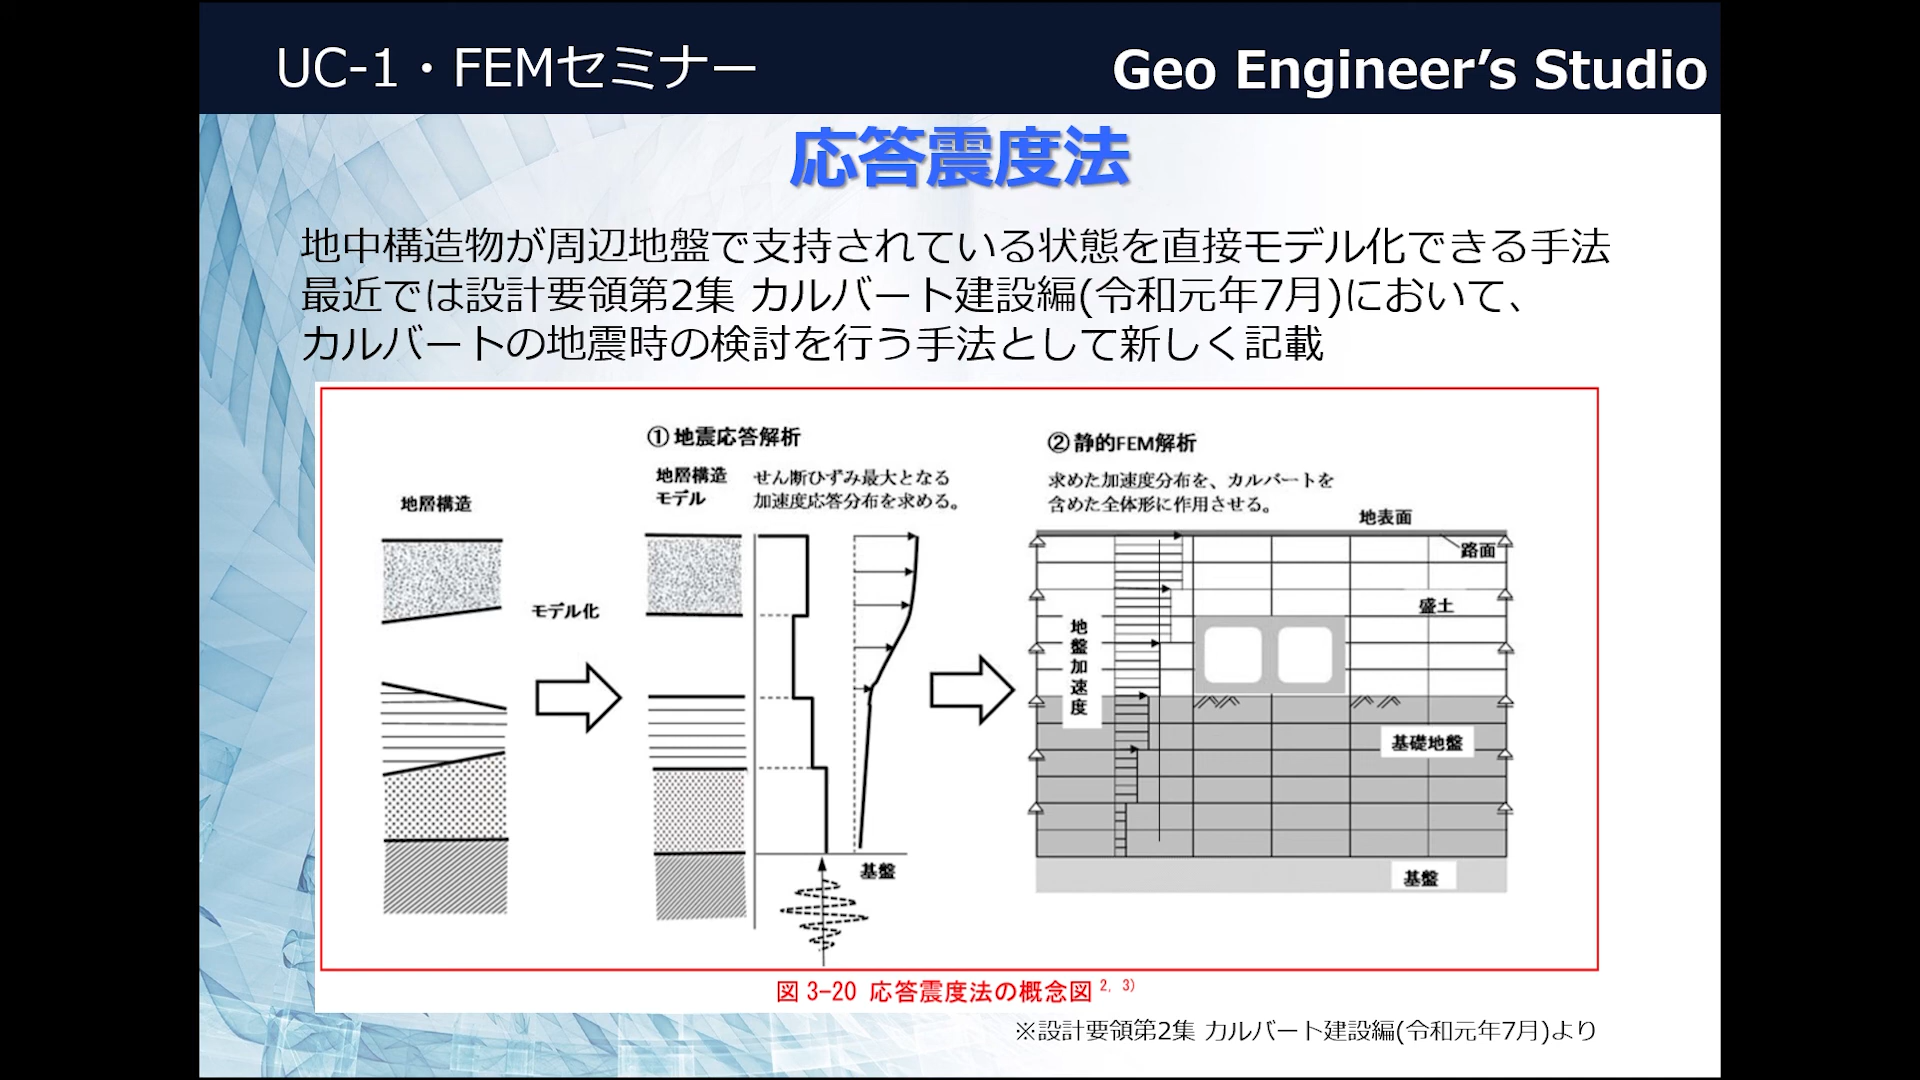 UC-1・FEMセミナー
Geo Engineer’s Studio
応答震度法
地中構造物が周辺地盤で支持されている状態を直接モデル化できる手法
最近では設計要領第2集 カルバート建設編(令和元年7月)において、
カルバートの地震時の検討を行う手法として新しく記載
地層構造
モデル化
①地震応答解析
地層構造
モデル
せん断ひずみ最大となる
加速度応答分布を求める。
基盤
②静的FEM解析
求めた加速度分布を、カルバートを
含めた全体形に作用させる。
地表面
路面
盛土
地盤加速度
基礎地盤
基盤
図 3-20 応答震度法の概念図 2, 3)
※設計要領第2集 カルバート建設編(令和元年7月)より